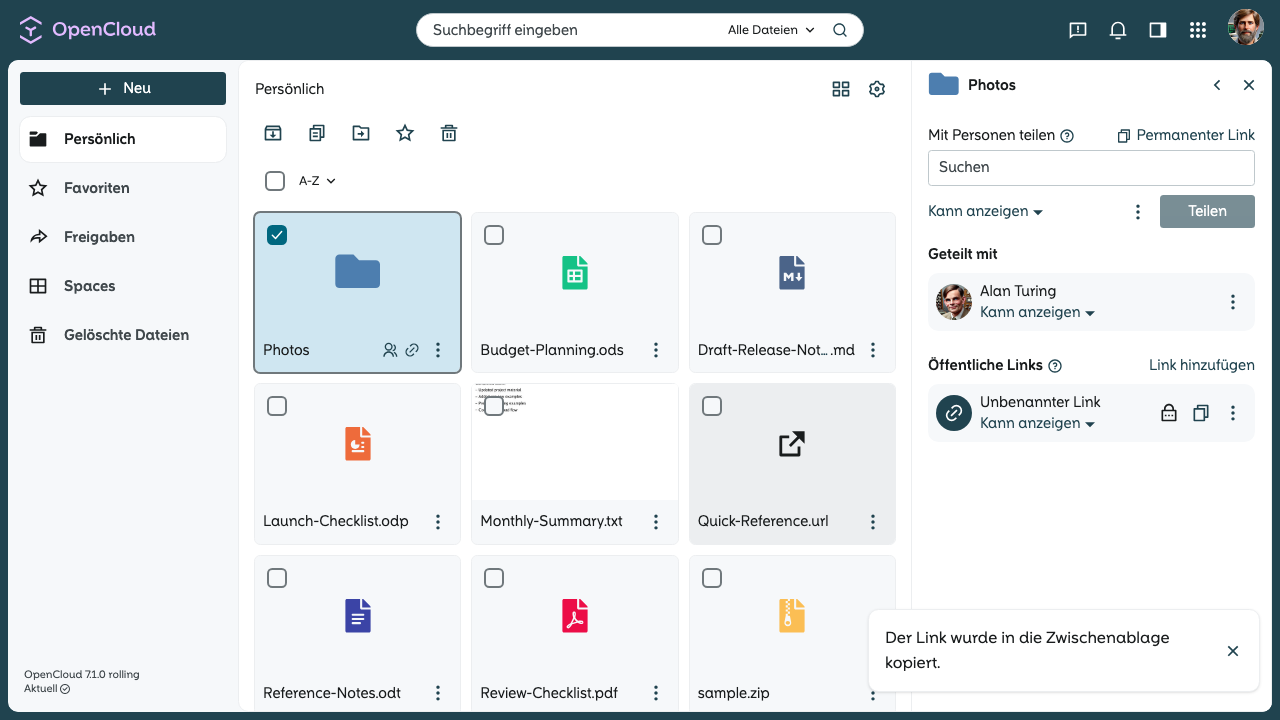 OpenCloud
Suchbegriff eingeben
Alle Dateien
Neu
Persönlich
Favoriten
Freigaben
Spaces
Gelöschte Dateien
OpenCloud 7.1.0 rolling
Aktuell
Persönlich
A-Z
Photos
Budget-Planning.ods
Draft-Release-Not... .md
Launch-Checklist.odp
Monthly-Summary.txt
Quick-Reference.url
Reference-Notes.odt
Review-Checklist.pdf
sample.zip
Photos
Mit Personen teilen
Permanenter Link
Suchen
Kann anzeigen
Teilen
Geteilt mit
Alan Turing
Kann anzeigen
Öffentliche Links
Link hinzufügen
Unbenannter Link
Kann anzeigen
Der Link wurde in die Zwischenablage
kopiert.